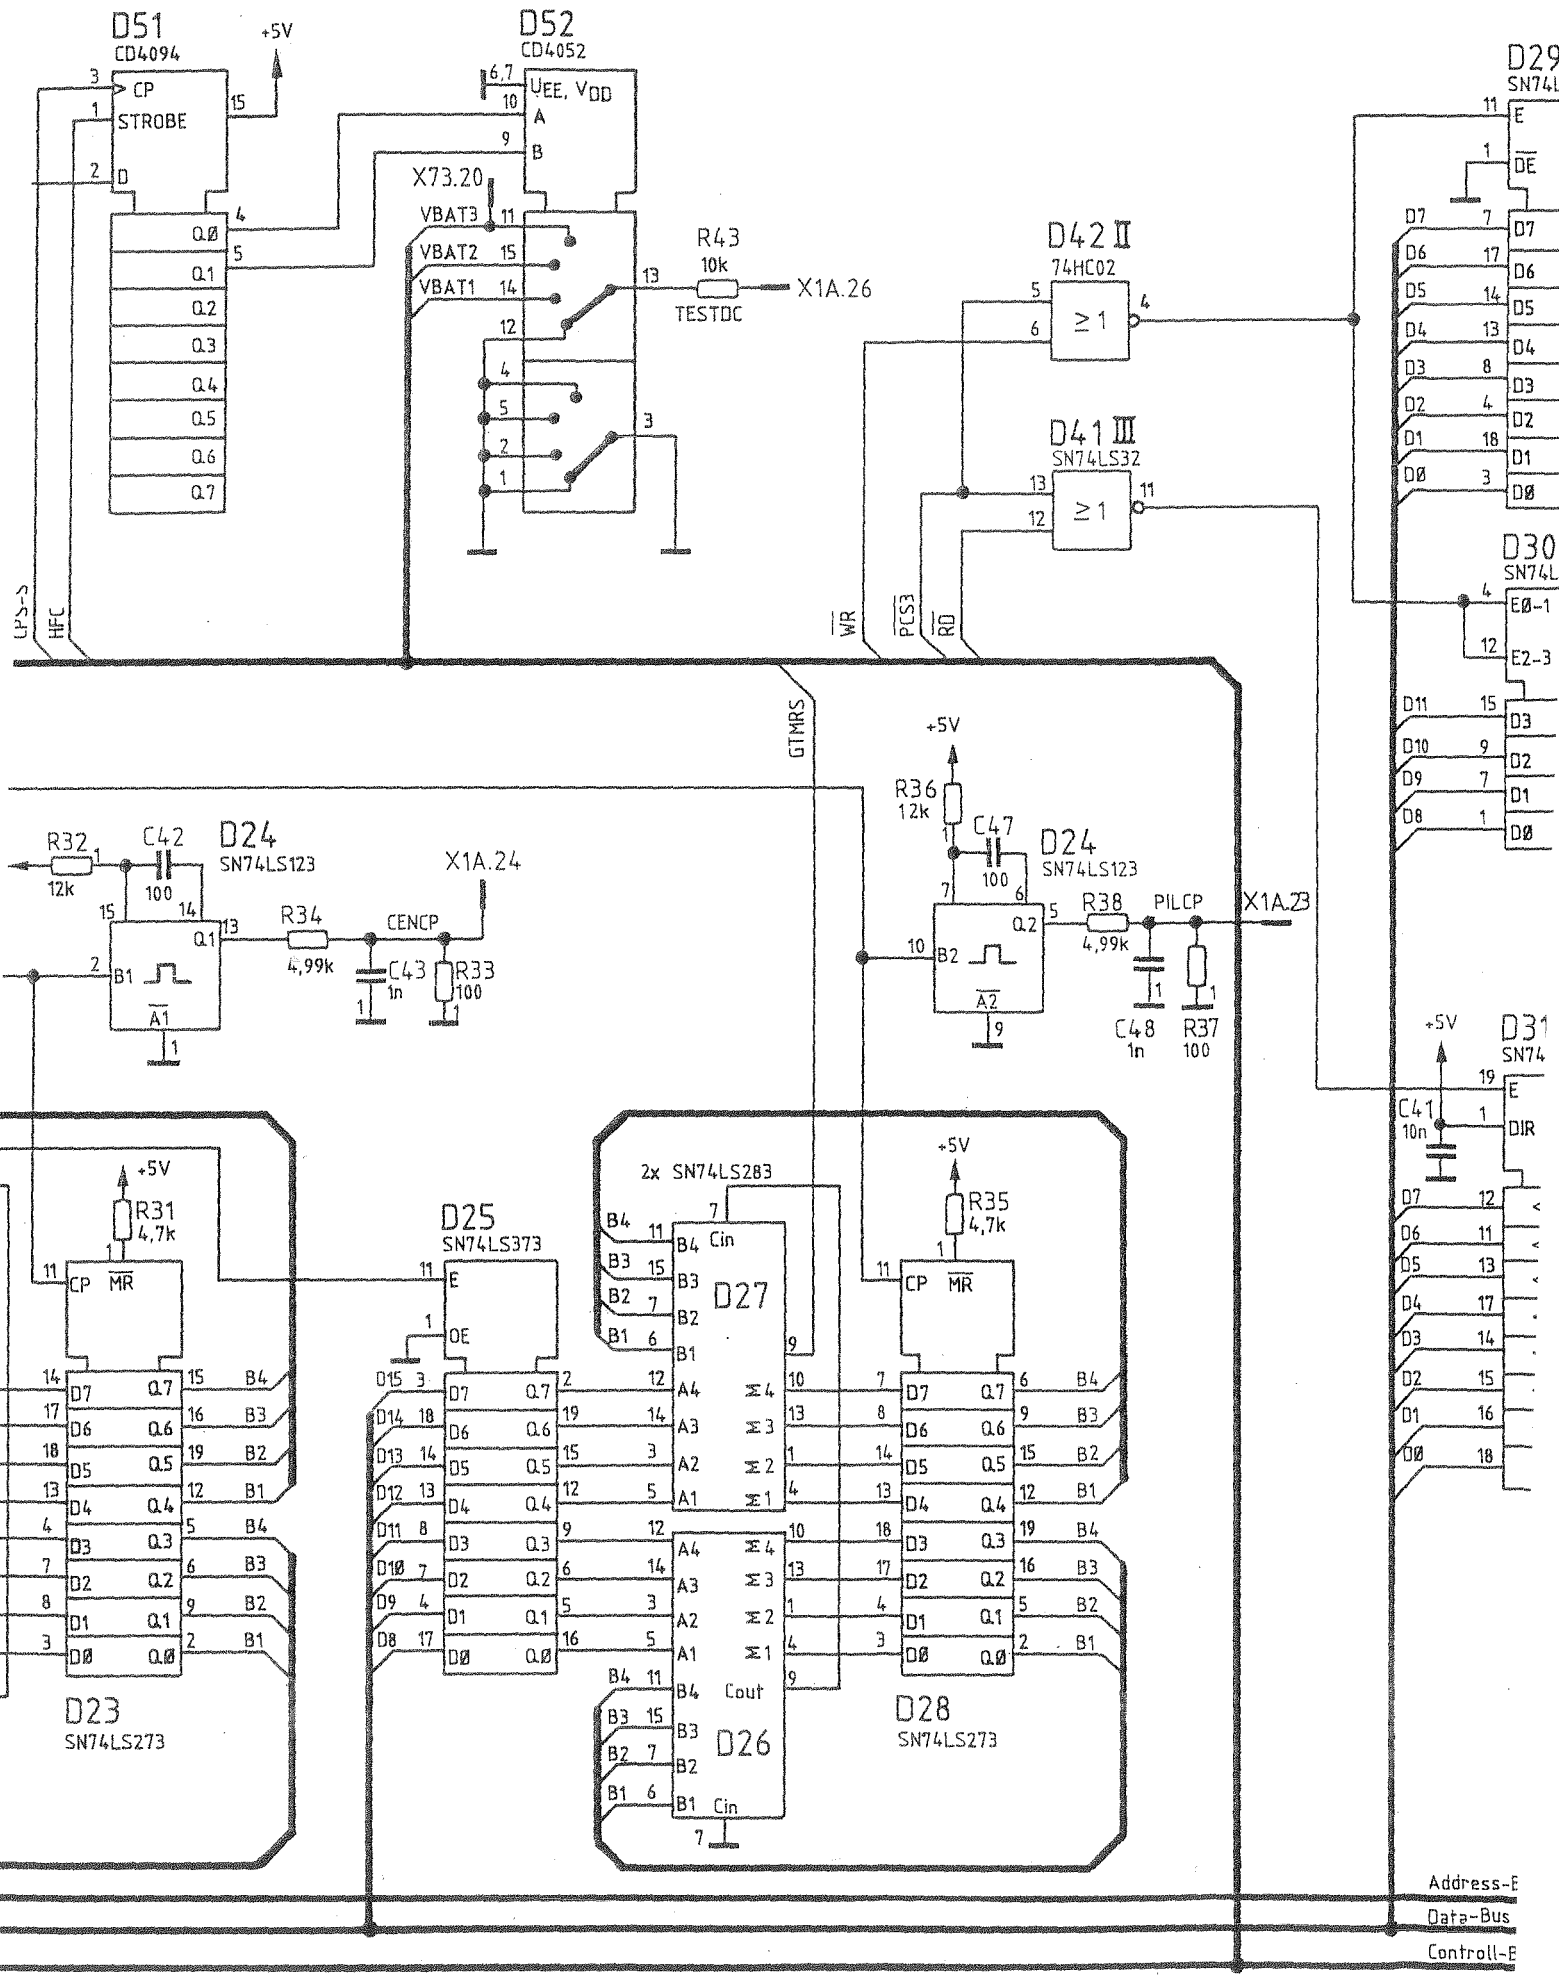 D51
CD4094
+5V
3
CP
1
STROBE
15
2
D
4
Q0
5
Q1
Q2
Q3
Q4
Q5
Q6
Q7
HFC
D52
CD4052
6,7
UEE, VDD
10
A
9
B
X73.20
VBAT3
11
VBAT2
15
VBAT1
14
12
13
R43
10k
TESTDC
X1A.26
4
5
2
1
3
D42 II
74HC02
5
6
≥1
4
D41 III
SN74LS32
13
12
≥1
11
WR
PCS3
RD
GTMRS
D29
SN74L
11
E
1
DE
D7
7
D7
D6
17
D6
D5
14
D5
D4
13
D4
D3
8
D3
D2
4
D2
D1
18
D1
D0
3
D0
D30
SN74L
4
E0-1
12
E2-3
D11
15
D3
D10
9
D2
D9
7
D1
D8
1
D0
R32
12k
1
C42
100
D24
SN74LS123
15
14
13
Q1
2
B1
A1
1
R34
4,99k
CENCP
X1A.24
C43
1n
1
R33
100
1
+5V
R36
12k
1
C47
100
D24
SN74LS123
7
6
5
Q2
10
B2
A2
9
R38
4,99k
PILCP
X1A.23
1
C48
1n
1
R37
100
+5V
D31
SN74
19
E
C41
10n
1
DIR
D7
12
D6
11
D5
13
D4
17
D3
14
D2
15
D1
16
D0
18
+5V
R31
4,7k
1
11
CP
MR
14
D7
Q7
15
B4
17
D6
Q6
16
B3
18
D5
Q5
19
B2
13
D4
Q4
12
B1
4
D3
Q3
5
B4
7
D2
Q2
6
B3
8
D1
Q1
9
B2
3
D0
Q0
2
B1
D23
SN74LS273
D25
SN74LS373
11
E
1
OE
D15
3
D7
Q7
2
D14
18
D6
Q6
19
D13
14
D5
Q5
15
D12
13
D4
Q4
12
D11
8
D3
Q3
9
D10
7
D2
Q2
6
D9
4
D1
Q1
5
D8
17
D0
Q0
16
2x SN74LS283
7
Cin
B4
11
B4
B3
15
B3
B2
7
B2
B1
6
B1
D27
9
12
A4
Σ4
10
14
A3
Σ3
13
3
A2
Σ2
1
5
A1
Σ1
4
12
A4
Σ4
10
14
A3
Σ3
13
3
A2
Σ2
1
5
A1
Σ1
4
9
B4
11
B4
Cout
B3
15
B3
B2
7
B2
D26
B1
6
B1
Cin
7
+5V
R35
4,7k
1
11
CP
MR
7
D7
Q7
6
B4
8
D6
Q6
9
B3
14
D5
Q5
15
B2
13
D4
Q4
12
B1
18
D3
Q3
19
B4
17
D2
Q2
16
B3
4
D1
Q1
5
B2
3
D0
Q0
2
B1
D28
SN74LS273
Address-
Data-Bus
Controll-